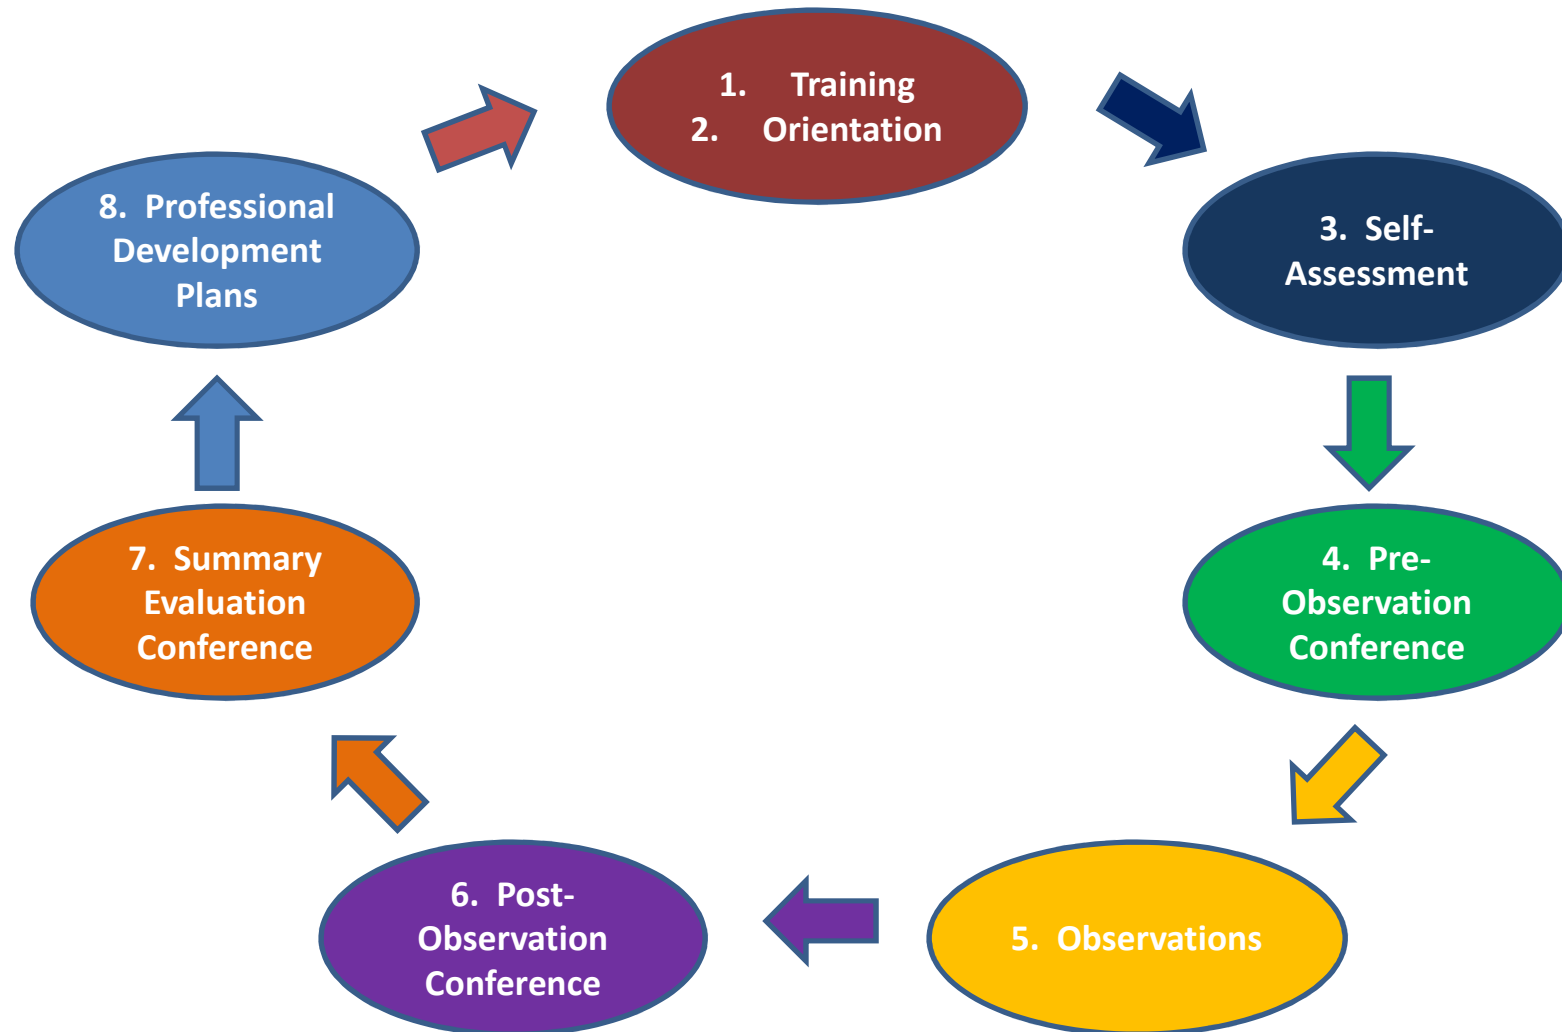 1. Training
2. Orientation
3. Self-
Assessment
4. Pre-
Observation
Conference
5. Observations
6. Post-
Observation
Conference
7. Summary
Evaluation
Conference
8. Professional
Development
Plans